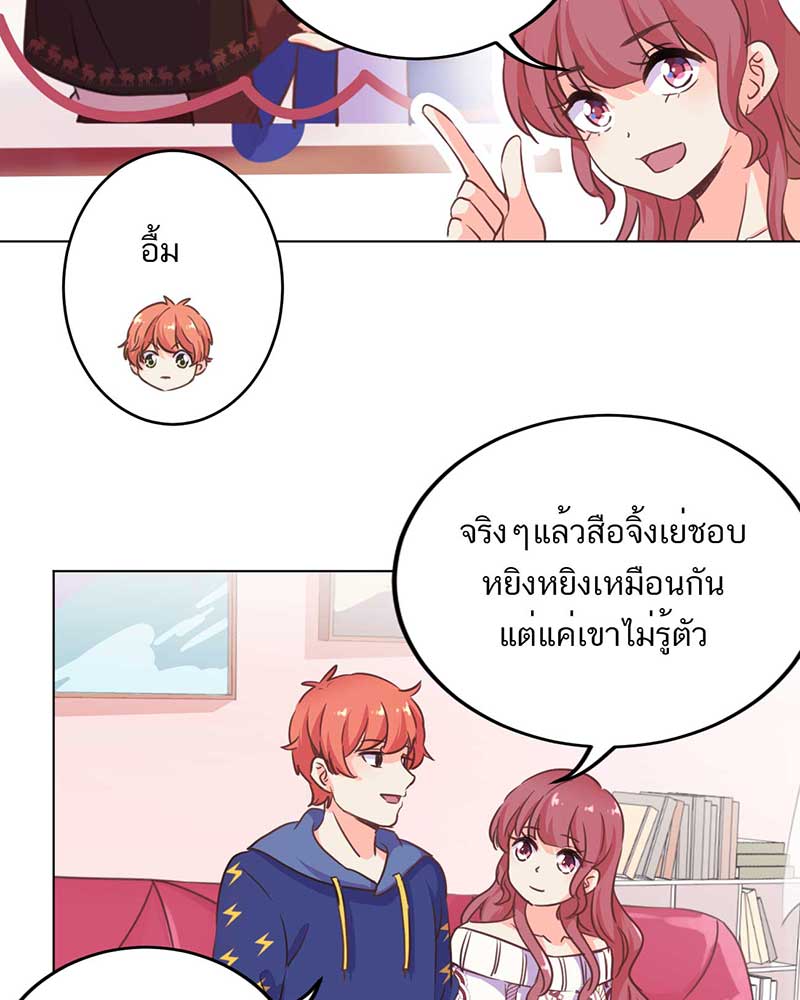 อื้ม
จริงๆแล้วสือจิ้งเย่ชอบ
หยิงหยิงเหมือนกัน
แต่แค่เขาไม่รู้ตัว